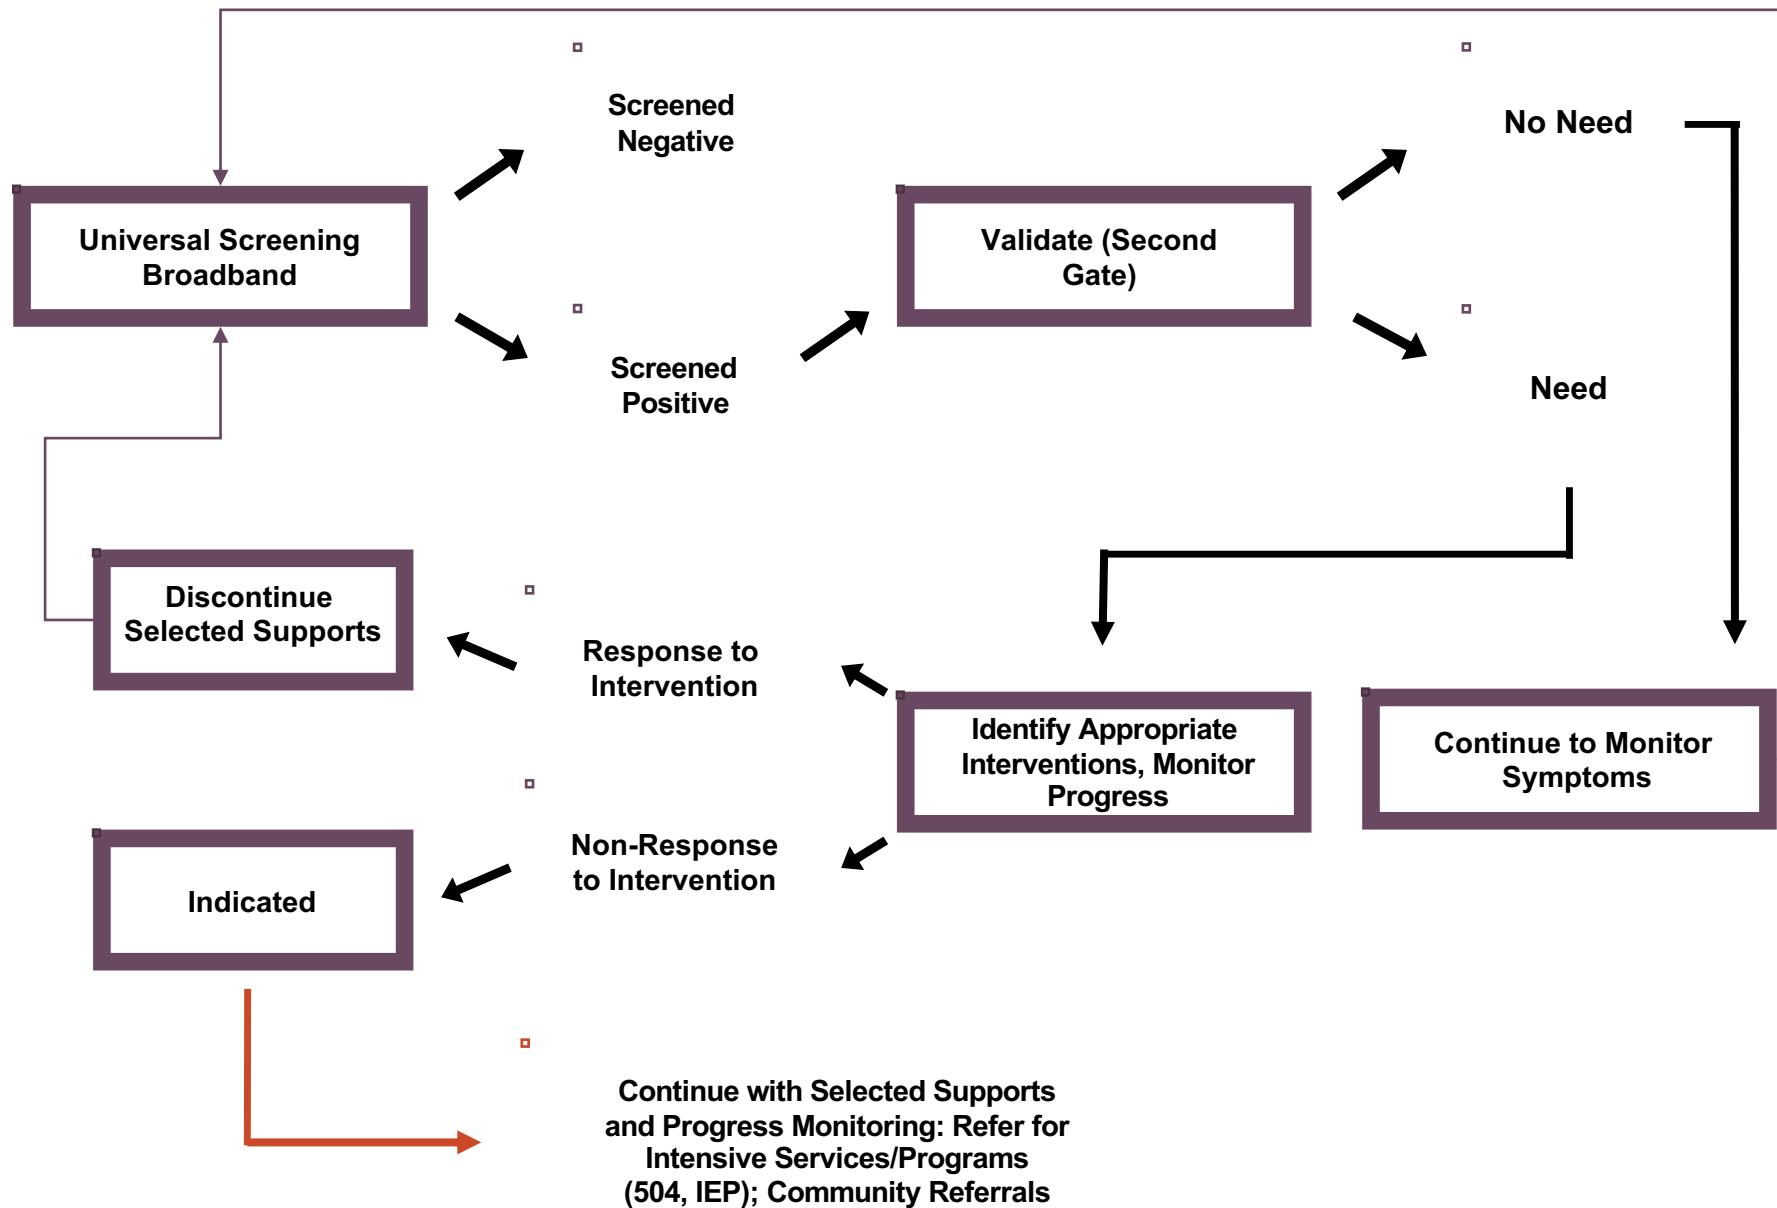 Screened
Negative
No Need
Universal Screening
Broadband
Validate (Second
Gate)
Screened
Positive
Need
Discontinue
Selected Supports
Response to
Intervention
Identify Appropriate
Interventions, Monitor
Progress
Continue to Monitor
Symptoms
Non-Response
to Intervention
Indicated
Continue with Selected Supports
and Progress Monitoring: Refer for
Intensive Services/Programs
(504, IEP); Community Referrals